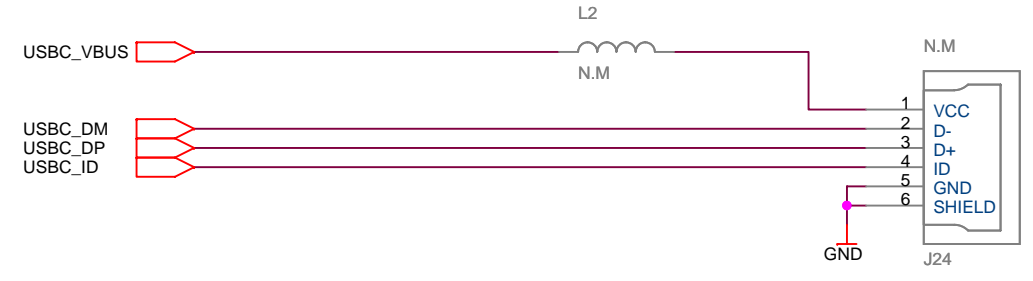 L2
USBC_VBUS
N.M
N.M
1 VCC
USBC_DM
2 D-
USBC_DP
3 D+
USBC_ID
4 ID
5 GND
6 SHIELD
GND
J24